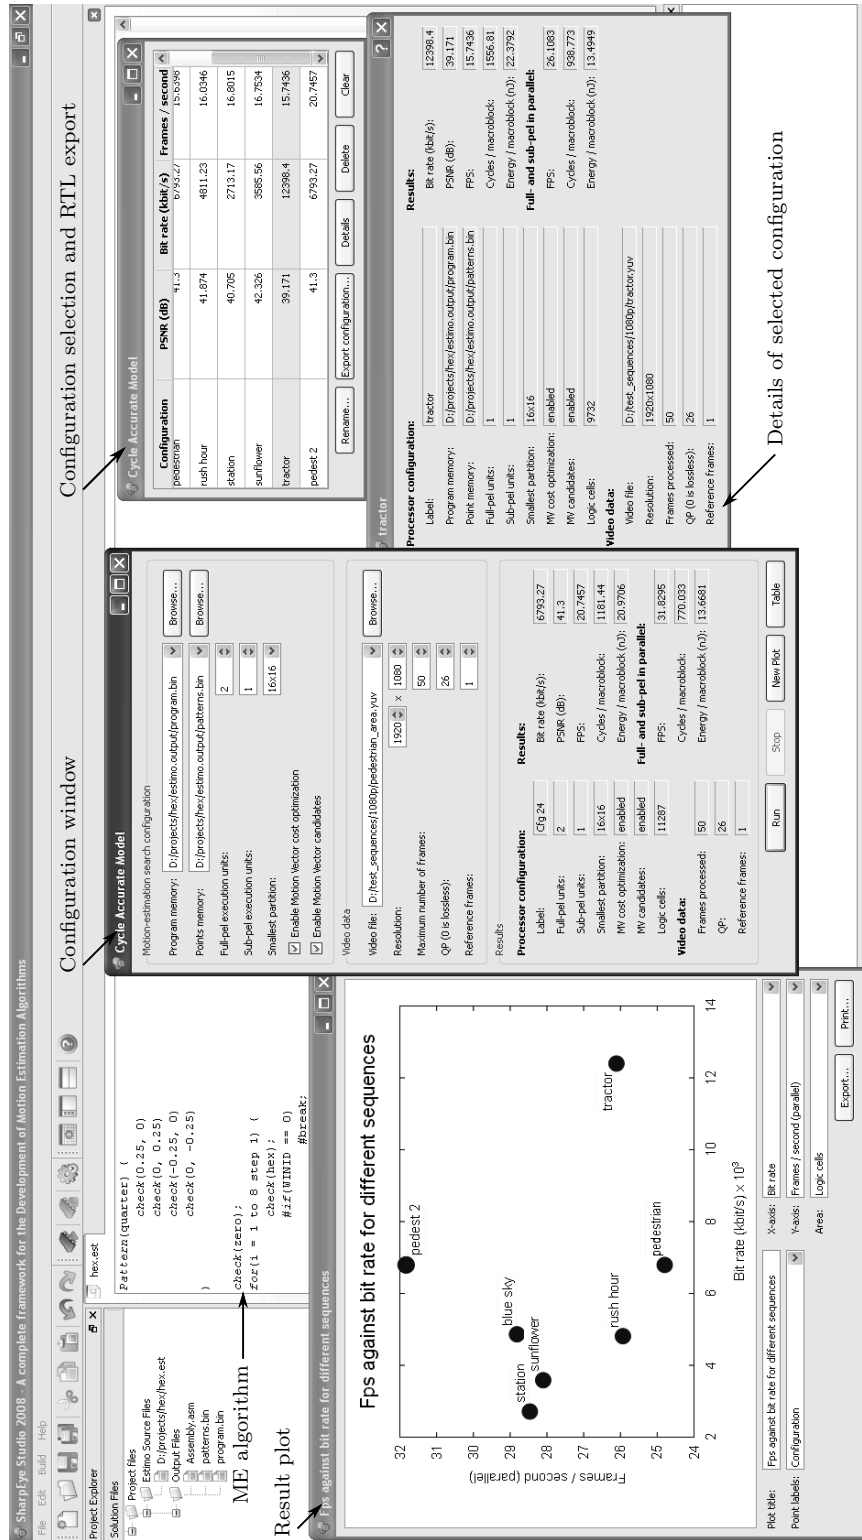 Configuration window
Configuration selection and RTL export
SharpEye Studio 2008 - A complete framework for the Development of Motion Estimation Algorithms
File Edit Build Help
Project Explorer
Solution Files
Project files
Estimo Source Files
D:/projects/hex/hex.est
Output Files
Assembly.asm
patterns.bin
program.bin
ME algorithm
Result plot
hex.est
Pattern(quarter) {
check(0.25, 0)
check(0, 0.25)
check(-0.25, 0)
check(0, -0.25)
}
check(zero);
for(i = 1 to 8 step 1) {
check(hex);
#if(WINID == 0)
#break;
Fps against bit rate for different sequences
Fps against bit rate for different sequences
Frames / second (parallel)
32
31
30
29
28
27
26
25
24
pedest 2
blue sky
station
sunflower
rush hour
pedestrian
tractor
2
4
6
8
10
12
14
Bit rate (kbit/s) x 10³
Plot title: Fps against bit rate for different sequences
Point labels: Configuration
X-axis: Bit rate
Y-axis: Frames / second (parallel)
Area: Logic cells
Export... Print...
Cycle Accurate Model
Motion-estimation search configuration
Program memory: D:/projects/hex/estimo.output/program.bin Browse...
Points memory: D:/projects/hex/estimo.output/patterns.bin Browse...
Full-pel execution units: 2
Sub-pel execution units: 1
Smallest partition: 16x16
Enable Motion Vector cost optimization
Enable Motion Vector candidates
Video data
Video file: D:/test_sequences/1080p/pedestrian_area.yuv Browse...
Resolution: 1920 x 1080
Maximum number of frames: 50
QP (0 is lossless): 26
Reference frames: 1
Results
Processor configuration:
Label: Cfg 24
Full-pel units: 2
Sub-pel units: 1
Smallest partition: 16x16
MV cost optimization: enabled
MV candidates: enabled
Logic cells: 11287
Video data:
Frames processed: 50
QP: 26
Reference frames: 1
Results:
Bit rate (kbit/s): 6793.27
PSNR (dB): 41.3
FPS: 20.7457
Cycles / macroblock: 1181.44
Energy / macroblock (nJ): 20.9706
Full- and sub-pel in parallel:
FPS: 31.8295
Cycles / macroblock: 770.033
Energy / macroblock (nJ): 13.6681
Run Stop New Plot Table
Cycle Accurate Model
Configuration PSNR (dB) Bit rate (kbit/s) Frames / second
pedestrian 41.3 6793.27 15.6398
rush hour 41.874 4811.23 16.0346
station 40.705 2713.17 16.8015
sunflower 42.326 3585.56 16.7534
tractor 39.171 12398.4 15.7436
pedest 2 41.3 6793.27 20.7457
Rename... Export configuration... Details Delete Clear
tractor
Processor configuration:
Label: tractor
Program memory: D:/projects/hex/estimo.output/program.bin
Point memory: D:/projects/hex/estimo.output/patterns.bin
Full-pel units: 1
Sub-pel units: 1
Smallest partition: 16x16
MV cost optimization: enabled
MV candidates: enabled
Logic cells: 9732
Video data:
Video file: D:/test_sequences/1080p/tractor.yuv
Resolution: 1920x1080
Frames processed: 50
QP (0 is lossless): 26
Reference frames: 1
Results:
Bit rate (kbit/s): 12398.4
PSNR (dB): 39.171
FPS: 15.7436
Cycles / macroblock: 1556.81
Energy / macroblock (nJ): 22.3792
Full- and sub-pel in parallel:
FPS: 26.1083
Cycles / macroblock: 938.773
Energy / macroblock (nJ): 13.4949
Details of selected configuration